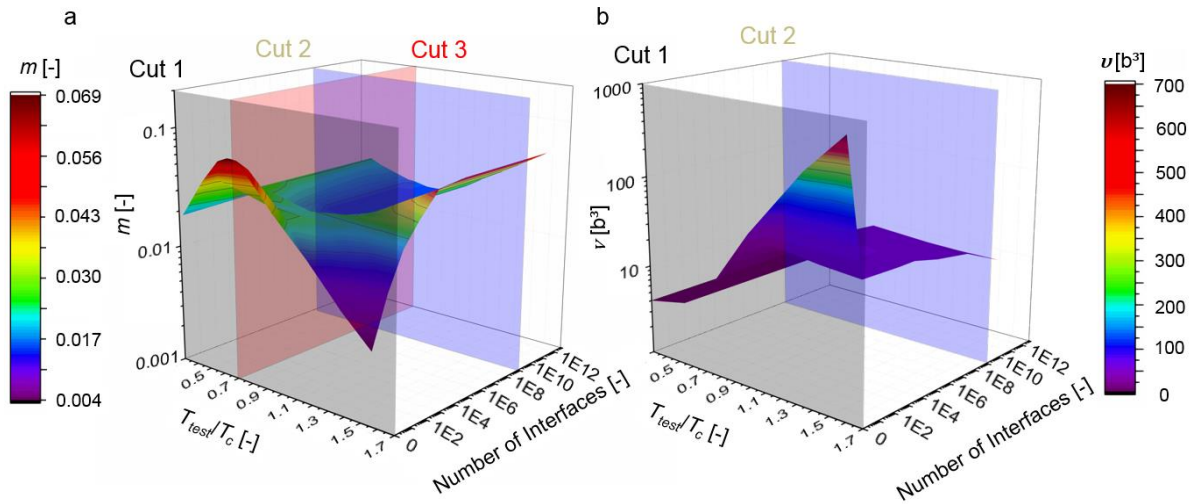 a
b
Cut 2
Cut 3
Cut 1
m [-]
0.069
0.056
0.043
0.030
0.017
0.004
m [-]
0.1
0.01
0.001
0.5
0.7
0.9
1.1
1.3
1.5
1.7
T_test/T_c [-]
0
1E2
1E4
1E6
1E8
1E10
1E12
Number of Interfaces [-]
Cut 2
Cut 1
ν [b³]
1000
100
10
0.5
0.7
0.9
1.1
1.3
1.5
1.7
T_test/T_c [-]
0
1E2
1E4
1E6
1E8
1E10
1E12
Number of Interfaces [-]
υ [b³]
700
600
500
400
300
200
100
0